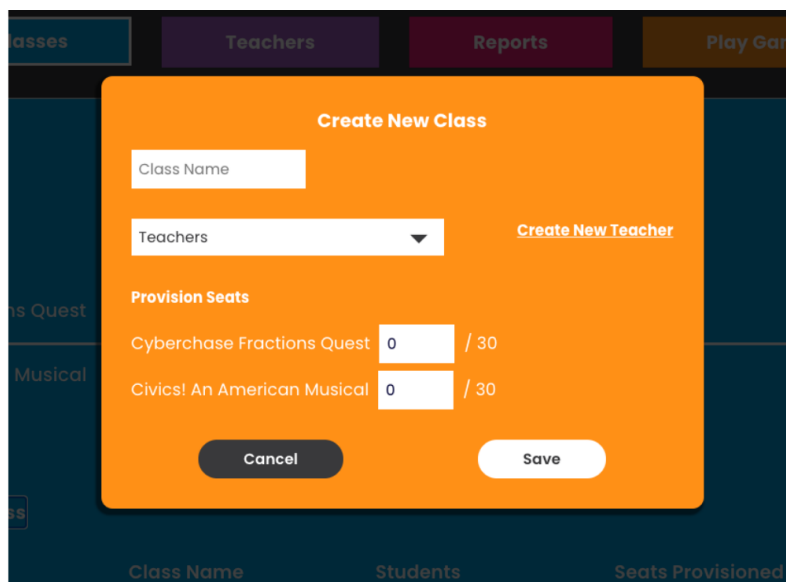 lasses Teachers Reports Play Gar
Create New Class
Class Name
Teachers
Create New Teacher
ns Quest
Provision Seats
Cyberchase Fractions Quest 0 / 30
Musical
Civics! An American Musical 0 / 30
Cancel Save
ss
Class Name Students Seats Provisioned